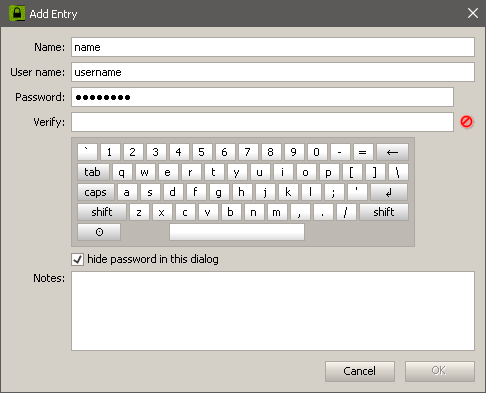 Add Entry
Name: name
User name: username
Password: ●●●●●●●●
Verify:
` 1 2 3 4 5 6 7 8 9 0 - = ←
tab q w e r t y u i o p [ ] \
caps a s d f g h j k l ; ' ↲
shift z x c v b n m , . / shift
hide password in this dialog
Notes:
Cancel OK